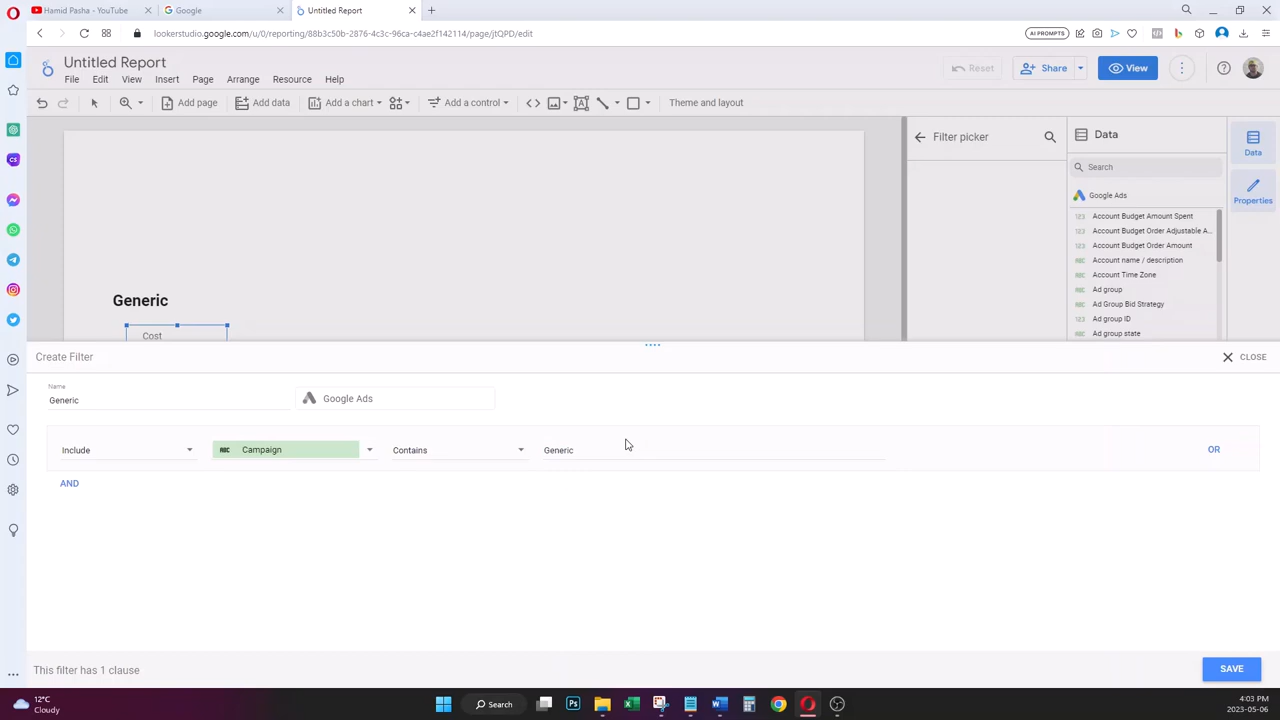 Hamid Pasha - YouTube
Google
Untitled Report
lookerstudio.google.com/u/0/reporting/88b3c50b-2876-4c3c-96ca-c4ae2f142114/page/jtQPD/edit
AI PROMPTS
Untitled Report
Reset
Share
View
File Edit View Insert Page Arrange Resource Help
Add page
Add data
Add a chart
Add a control
Theme and layout
Filter picker
Data
Search
Google Ads
Account Budget Amount Spent
Account Budget Order Adjustable A...
Account Budget Order Amount
Account name / description
Account Time Zone
Ad group
Ad Group Bid Strategy
Ad group ID
Ad group state
Data
Properties
Generic
Cost
Create Filter
CLOSE
Name
Generic
Google Ads
Include
ABC
Campaign
Contains
Generic
OR
AND
This filter has 1 clause
SAVE
12°C
Cloudy
Search
4:03 PM
2023-05-06